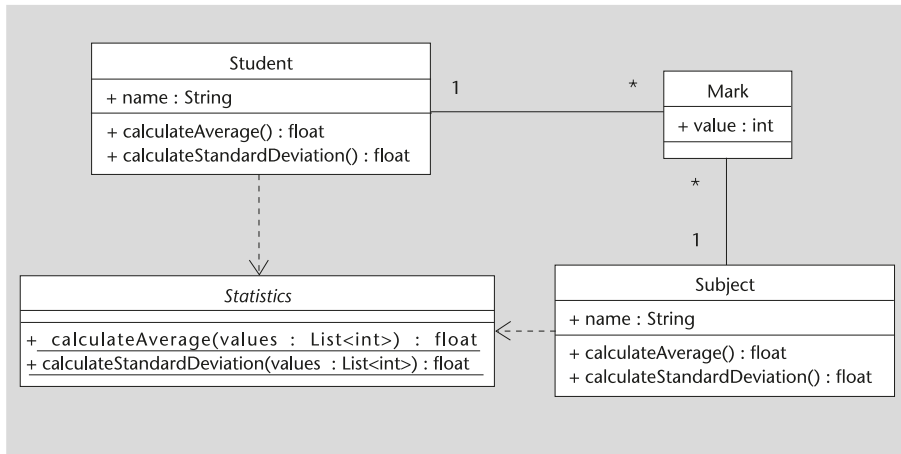 Student
+ name : String
+ calculateAverage() : float
+ calculateStandardDeviation() : float
1
*
Mark
+ value : int
*
1
Statistics
+ calculateAverage(values : List<int>) : float
+ calculateStandardDeviation(values : List<int>) : float
Subject
+ name : String
+ calculateAverage() : float
+ calculateStandardDeviation() : float